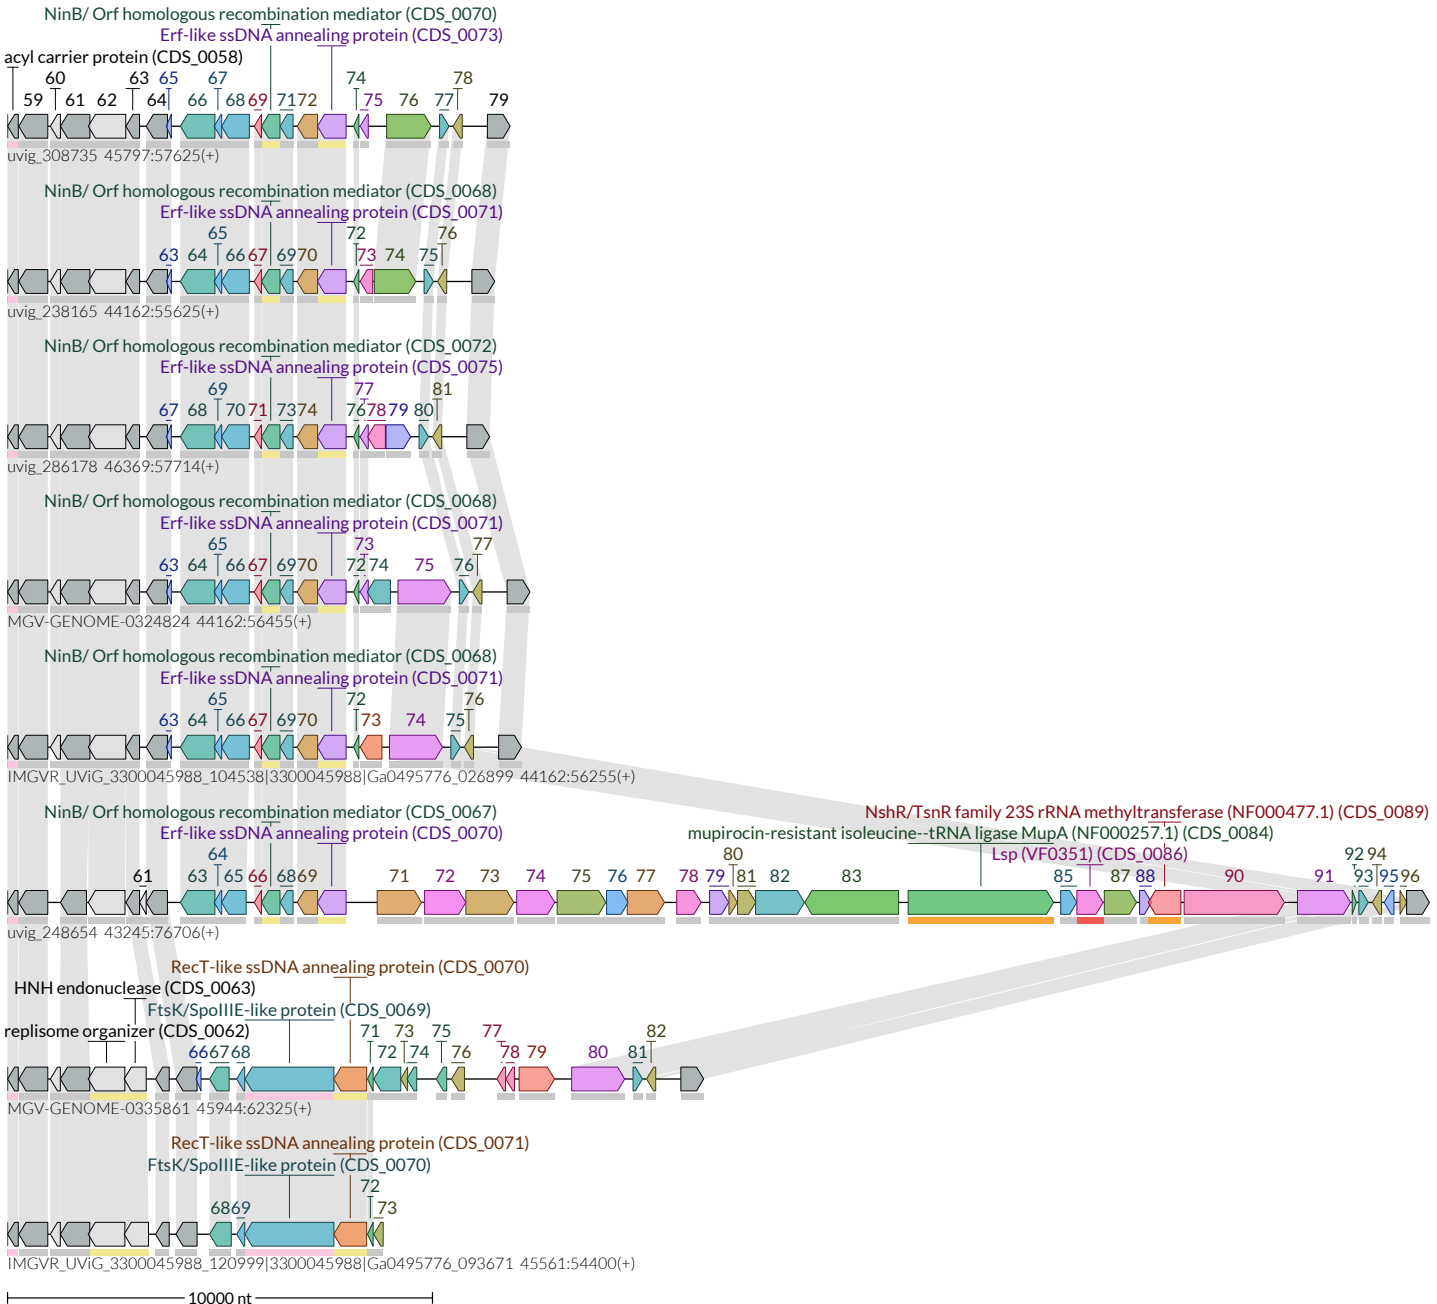 NinB/ Orf homologous recombination mediator (CDS_0070)
Erf-like ssDNA annealing protein (CDS_0073)
acyl carrier protein (CDS_0058)
60 63 65 67 74 78
59 61 62 64 66 68 69 71 72 75 76 77 79
uvig_308735 45797:57625(+)
NinB/ Orf homologous recombination mediator (CDS_0068)
Erf-like ssDNA annealing protein (CDS_0071)
65 72 76
63 64 66 67 69 70 73 74 75
uvig_238165 44162:55625(+)
NinB/ Orf homologous recombination mediator (CDS_0072)
Erf-like ssDNA annealing protein (CDS_0075)
69 77 81
67 68 70 71 73 74 76 78 79 80
uvig_286178 46369:57714(+)
NinB/ Orf homologous recombination mediator (CDS_0068)
Erf-like ssDNA annealing protein (CDS_0071)
65 73 77
63 64 66 67 69 70 72 74 75 76
MGV-GENOME-0324824 44162:56455(+)
NinB/ Orf homologous recombination mediator (CDS_0068)
Erf-like ssDNA annealing protein (CDS_0071)
65 72 76
63 64 66 67 69 70 73 74 75
IMGVR_UViG_3300045988_104538|3300045988|Ga0495776_026899 44162:56255(+)
NinB/ Orf homologous recombination mediator (CDS_0067) NshR/TsnR family 23S rRNA methyltransferase (NF000477.1) (CDS_0089)
Erf-like ssDNA annealing protein (CDS_0070) mupirocin-resistant isoleucine--tRNA ligase MupA (NF000257.1) (CDS_0084)
64 80 Lsp (VF0351) (CDS_0086) 92 94
61 63 65 66 68 69 71 72 73 74 75 76 77 78 79 81 82 83 85 87 88 90 91 93 95 96
uvig_248654 43245:76706(+)
RecT-like ssDNA annealing protein (CDS_0070)
HNH endonuclease (CDS_0063)
FtsK/SpoIIIE-like protein (CDS_0069)
replisome organizer (CDS_0062) 71 73 75 77 82
66 67 68 72 74 76 78 79 80 81
MGV-GENOME-0335861 45944:62325(+)
RecT-like ssDNA annealing protein (CDS_0071)
FtsK/SpoIIIE-like protein (CDS_0070)
72
68 69 73
IMGVR_UViG_3300045988_120999|3300045988|Ga0495776_093671 45561:54400(+)
10000 nt